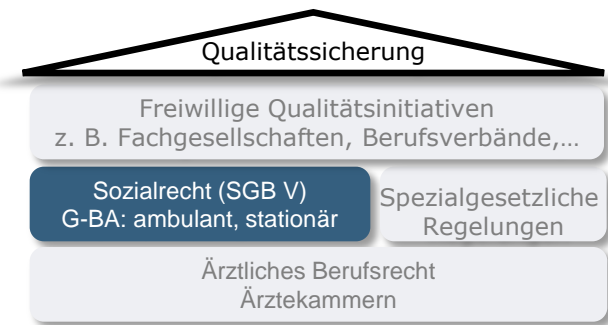 Qualitätssicherung
Freiwillige Qualitätsinitiativen
z. B. Fachgesellschaften, Berufsverbände,…
Sozialrecht (SGB V)
G-BA: ambulant, stationär
Spezialgesetzliche
Regelungen
Ärztliches Berufsrecht
Ärztekammern